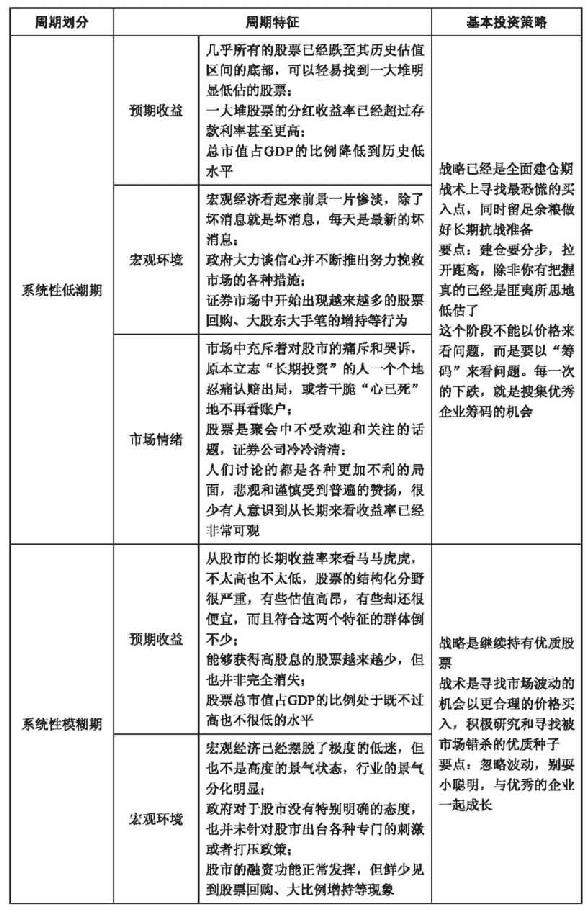 周期划分
周期特征
基本投资策略
系统性低潮期
预期收益
几乎所有的股票已经跌至其历史估值
区间的底部，可以轻易找到一大堆明
显低估的股票；
一大堆股票的分红收益率已经超过存
款利率甚至更高；
总市值占GDP的比例降低到历史低
水平
宏观环境
宏观经济看起来前景一片惨淡，除了
坏消息就是坏消息，每天是最新的坏
消息；
政府大力谈信心并不断推出努力挽救
市场的各种措施；
证券市场中开始出现越来越多的股票
回购、大股东大手笔的增持等行为
市场情绪
市场中充斥着对股市的痛斥和哭诉，
原本立志“长期投资”的人一个个地
忍痛认赔出局，或者干脆“心已死”
地不再看账户；
股票是聚会中不受欢迎和关注的话
题，证券公司冷冷清清；
人们讨论的都是各种更加不利的局
面，悲观和谨慎受到普遍的赞扬，很
少有人意识到从长期来看收益率已经
非常可观
战略已经是全面建仓期
战术上寻找最恐慌的买
入点，同时留足余粮做
好长期抗战准备
要点：建仓要分步，拉
开距离，除非你有把握
真的已经是匪夷所思地
低估了
这个阶段不能以价格来
看问题，而是要以“筹
码”来看问题。每一次
的下跌，就是搜集优秀
企业筹码的机会
系统性模糊期
预期收益
从股市的长期收益率来看马马虎虎，
不太高也不太低，股票的结构化分野
很严重，有些估值高昂，有些却还很
便宜，而且符合这两个特征的群体倒
不少；
能够获得高股息的股票越来越少，但
也并非完全消失；
股票总市值占GDP的比例处于既不过
高也不很低的水平
宏观环境
宏观经济已经摆脱了极度的低迷，但
也不是高度的景气状态，行业的景气
分化明显；
政府对于股市没有特别明确的态度，
也并未针对股市出台各种专门的刺激
或者打压政策；
股市的融资功能正常发挥，但鲜少见
到股票回购、大比例增持等现象
战略是继续持有优质股
票
战术是寻找市场波动的
机会以更合理的价格买
入，积极研究和寻找被
市场错杀的优质种子
要点：忽略波动，别耍
小聪明，与优秀的企业
一起成长